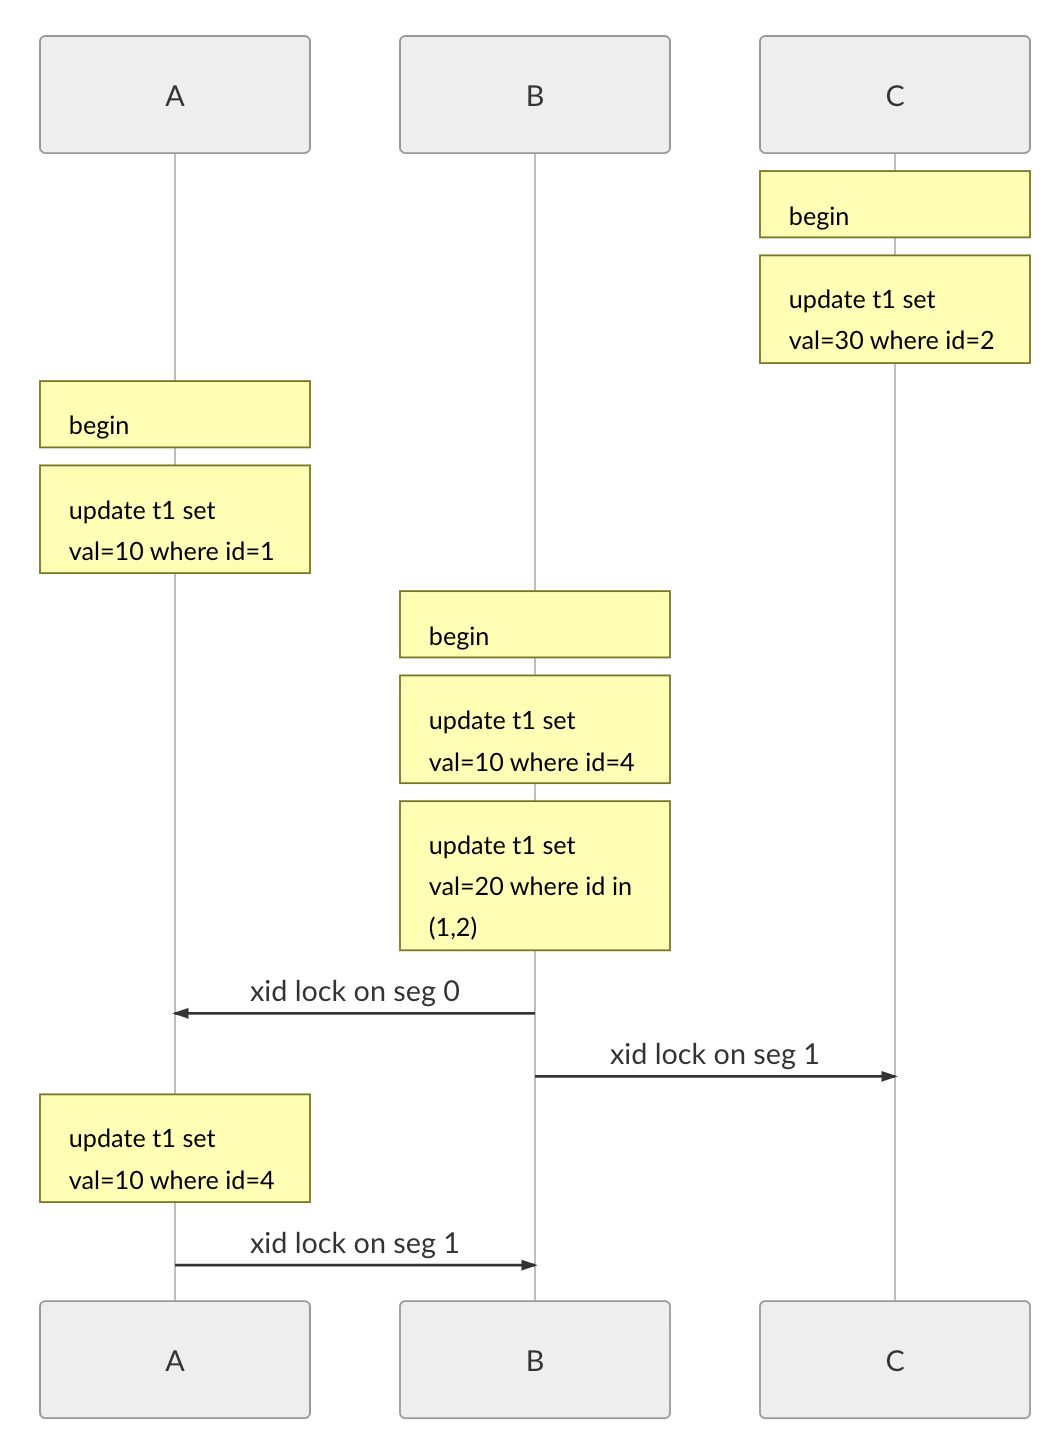 A
B
C
begin
update t1 set
val=30 where id=2
begin
update t1 set
val=10 where id=1
begin
update t1 set
val=10 where id=4
update t1 set
val=20 where id in
(1,2)
xid lock on seg 0
xid lock on seg 1
update t1 set
val=10 where id=4
xid lock on seg 1
A
B
C